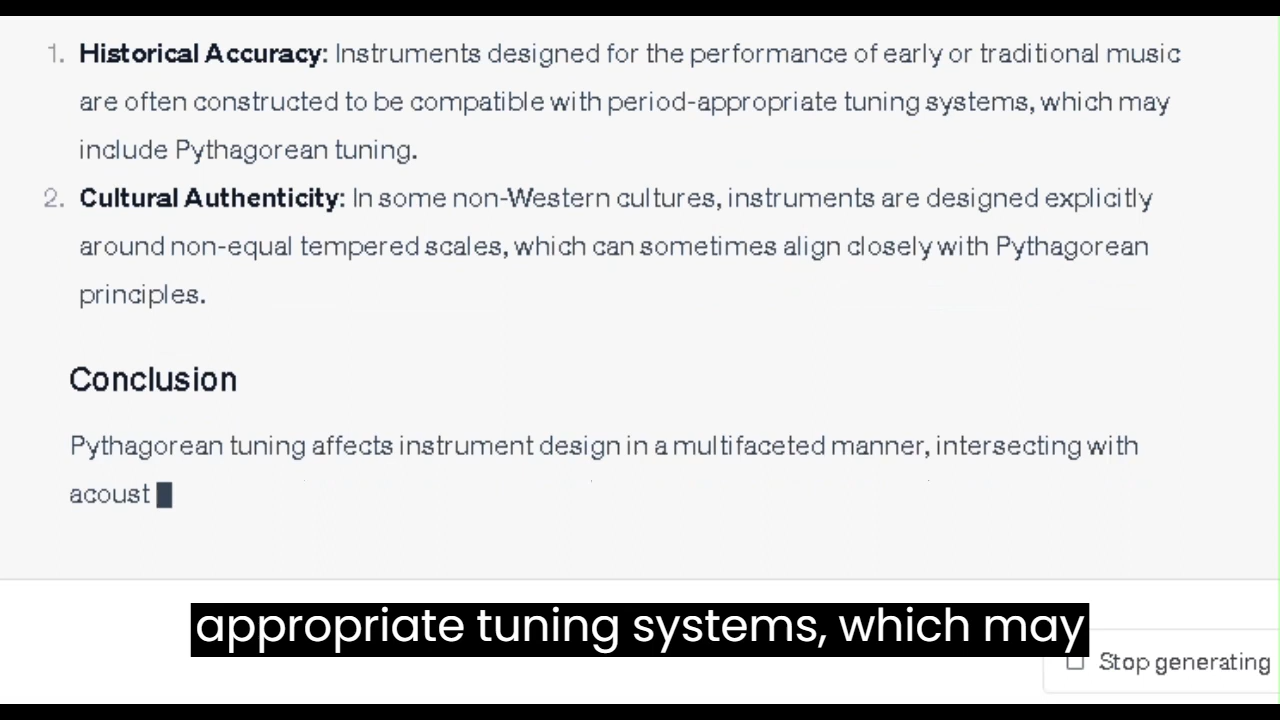 1. Historical Accuracy: Instruments designed for the performance of early or traditional music
are often constructed to be compatible with period-appropriate tuning systems, which may
include Pythagorean tuning.
2. Cultural Authenticity: In some non-Western cultures, instruments are designed explicitly
around non-equal tempered scales, which can sometimes align closely with Pythagorean
principles.
Conclusion
Pythagorean tuning affects instrument design in a multifaceted manner, intersecting with
acoust
appropriate tuning systems, which may
Stop generating